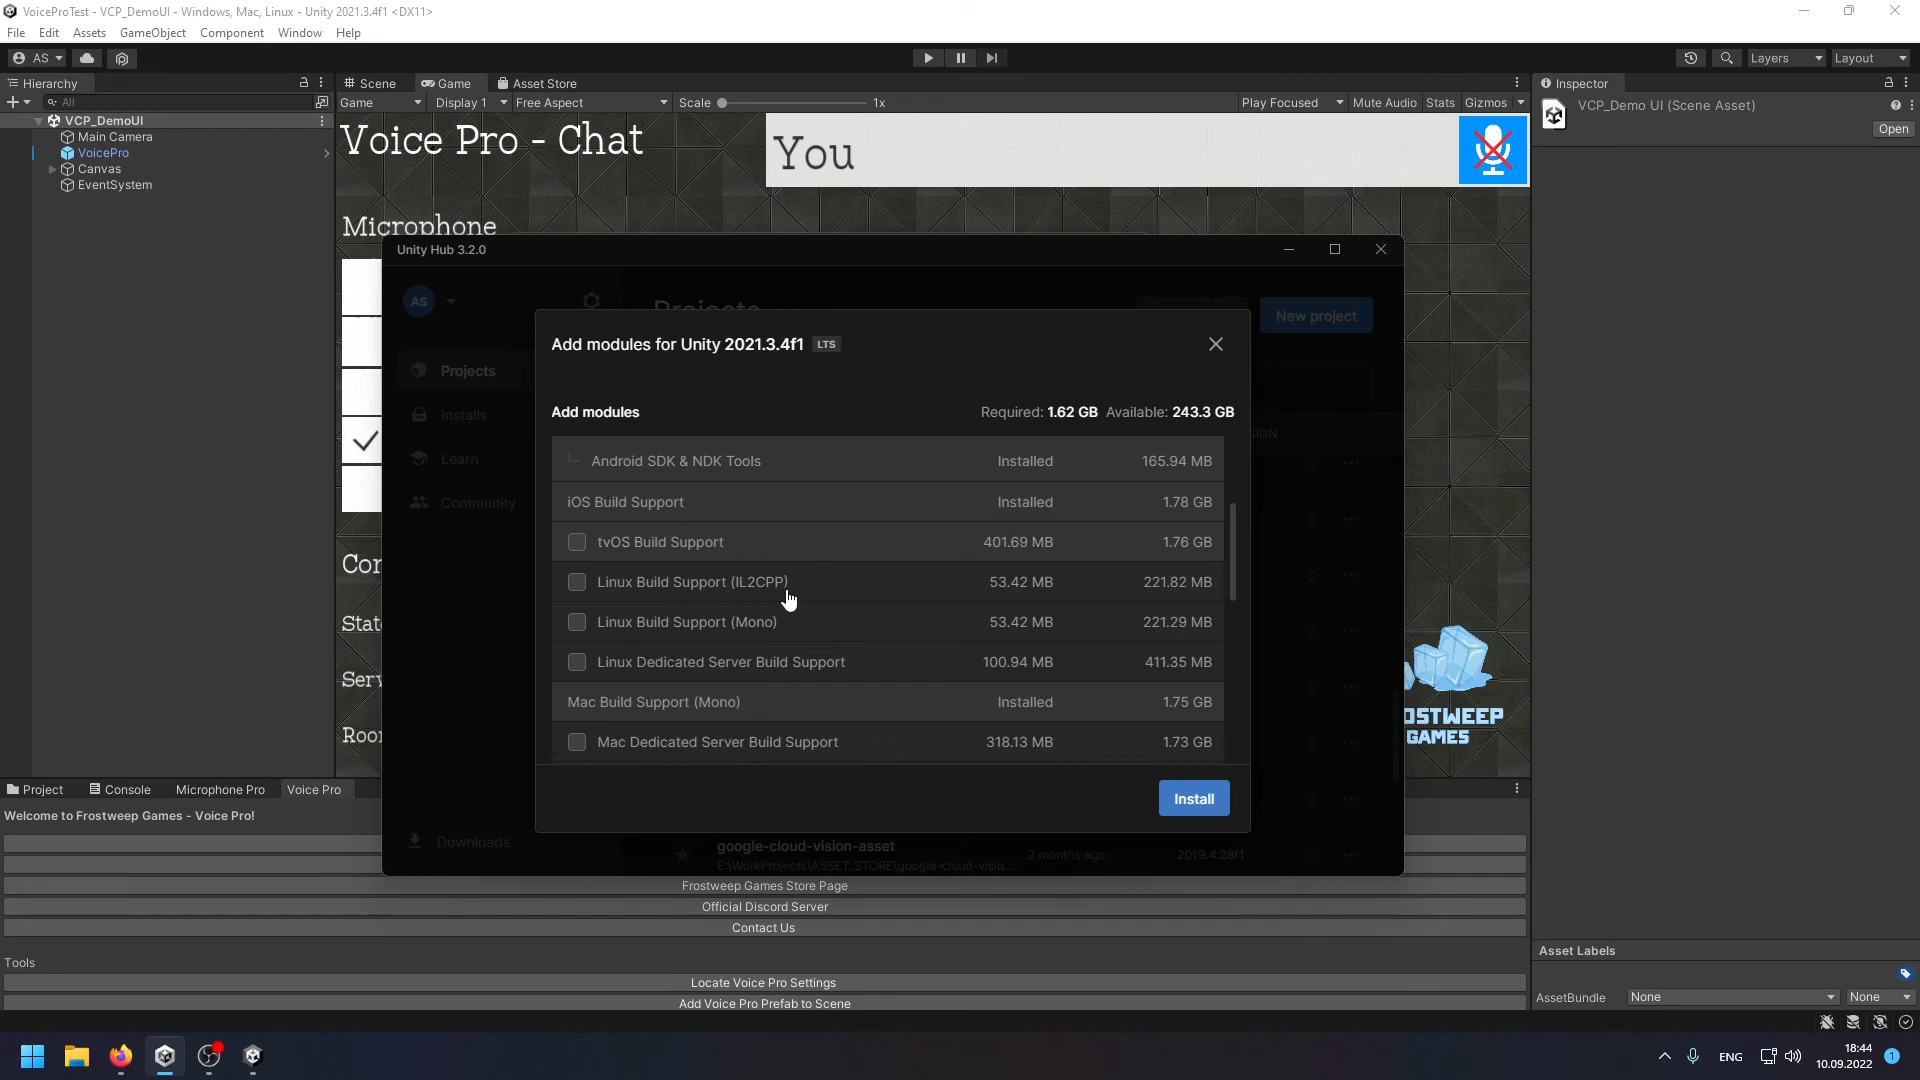 VoiceProTest - VCP_DemoUI - Windows, Mac, Linux - Unity 2021.3.4f1 <DX11>
File Edit Assets GameObject Component Window Help
AS
Layers Layout
Hierarchy
Scene Game Asset Store
Inspector
All
Game Display 1 Free Aspect Scale 1x Play Focused Mute Audio Stats Gizmos
VCP_Demo UI (Scene Asset)
Open
VCP_DemoUI
Main Camera
VoicePro
Canvas
EventSystem
Voice Pro - Chat
You
Microphone
Unity Hub 3.2.0
AS
Projects
New project
Projects
Installs
Learn
Community
Downloads
Add modules for Unity 2021.3.4f1 LTS
Add modules Required: 1.62 GB Available: 243.3 GB
Android SDK & NDK Tools Installed 165.94 MB
iOS Build Support Installed 1.78 GB
tvOS Build Support 401.69 MB 1.76 GB
Linux Build Support (IL2CPP) 53.42 MB 221.82 MB
Linux Build Support (Mono) 53.42 MB 221.29 MB
Linux Dedicated Server Build Support 100.94 MB 411.35 MB
Mac Build Support (Mono) Installed 1.75 GB
Mac Dedicated Server Build Support 318.13 MB 1.73 GB
Install
google-cloud-vision-asset
E:\WorkProjects\ASSET_STORE\google-cloud-visio...
2 months ago 2019.4.28f1
SION
Con
State
Serv
Roor
OSTWEEP
GAMES
Project Console Microphone Pro Voice Pro
Welcome to Frostweep Games - Voice Pro!
Frostweep Games Store Page
Official Discord Server
Contact Us
Tools
Locate Voice Pro Settings
Add Voice Pro Prefab to Scene
Asset Labels
AssetBundle None None
ENG
18:44
10.09.2022
1